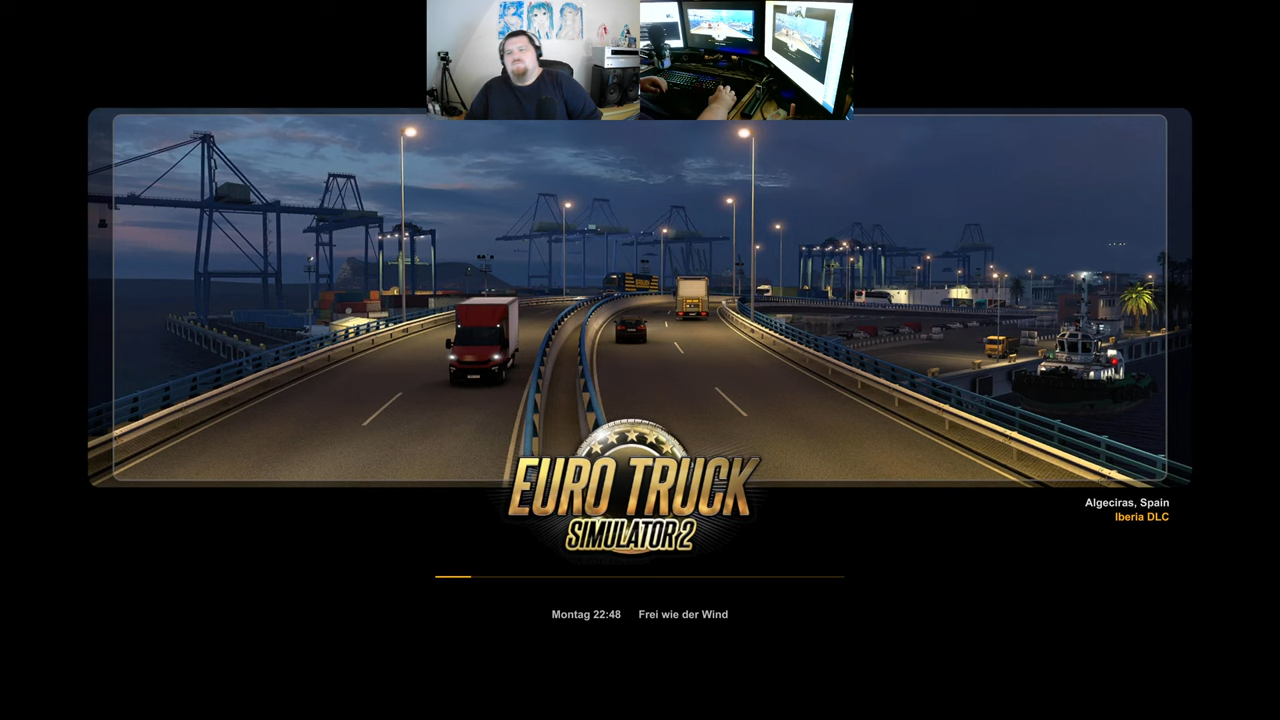 EURO TRUCK
SIMULATOR 2
Algeciras, Spain
Iberia DLC
Montag 22:48 Frei wie der Wind